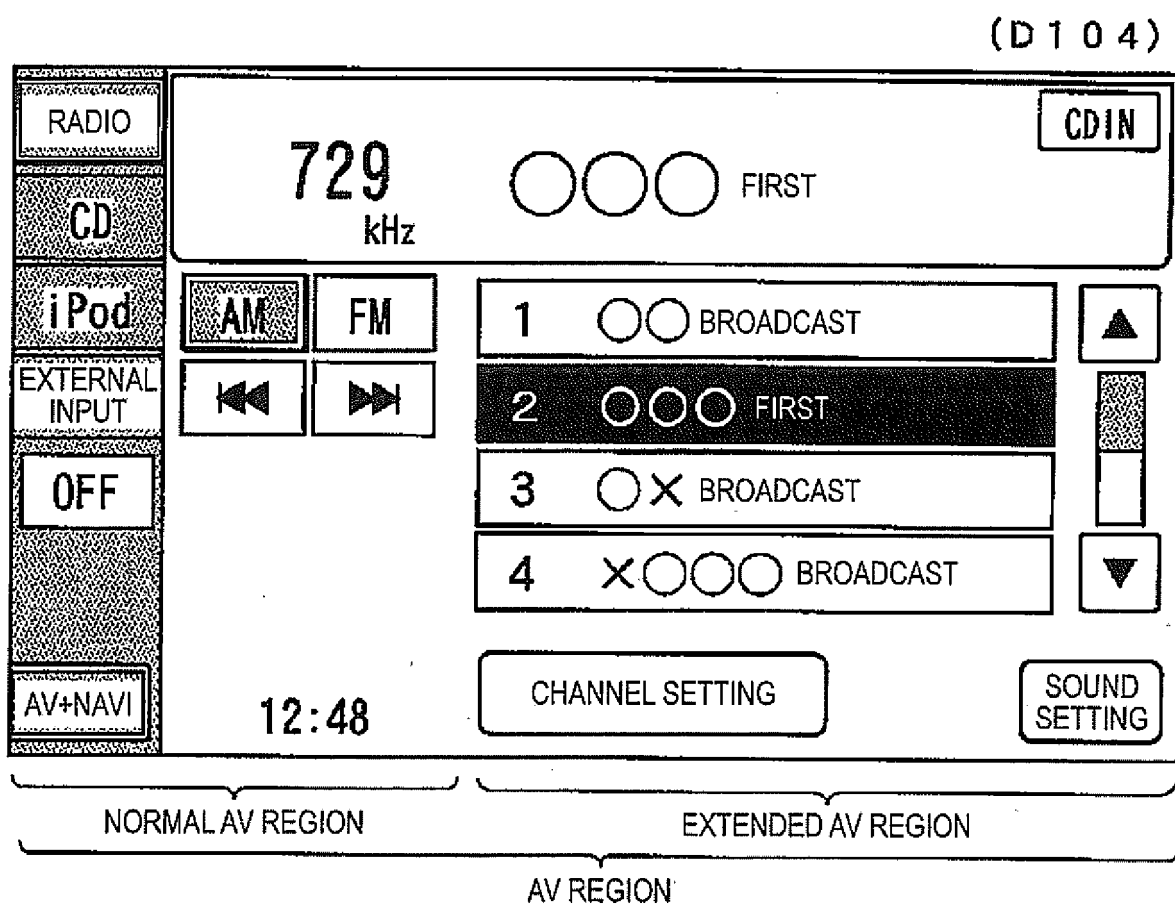 (D104)
RADIO
CDIN
729
kHz
○○○ FIRST
CD
iPod
AM
FM
1 ○○ BROADCAST
EXTERNAL
INPUT
2 ○○○ FIRST
OFF
3 ○× BROADCAST
4 ×○○○ BROADCAST
AV+NAVI
12:48
CHANNEL SETTING
SOUND
SETTING
NORMAL AV REGION
EXTENDED AV REGION
AV REGION